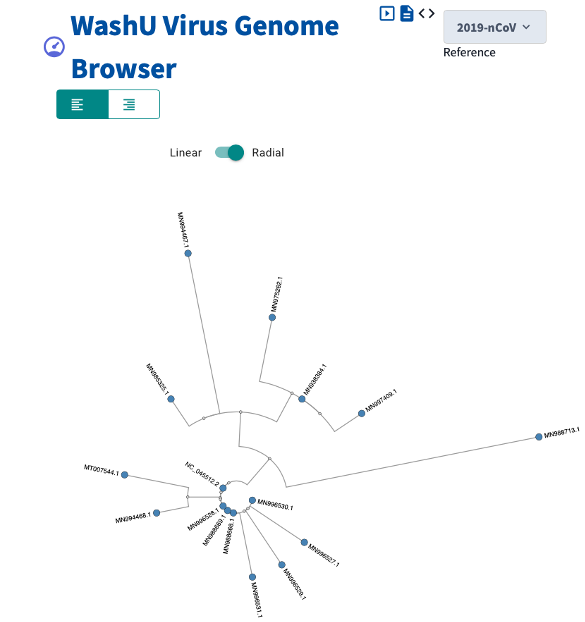 WashU Virus Genome
Browser
2019-nCoV
Reference
Linear
Radial
MN994467.1
MN975262.1
MN985325.1
MN938384.1
MN997409.1
MN988713.1
MT007544.1
NC_045512.2
MN994468.1
MN996530.1
MN996528.1
MN988669.1
MN988668.1
MN996527.1
MN996529.1
MN996531.1